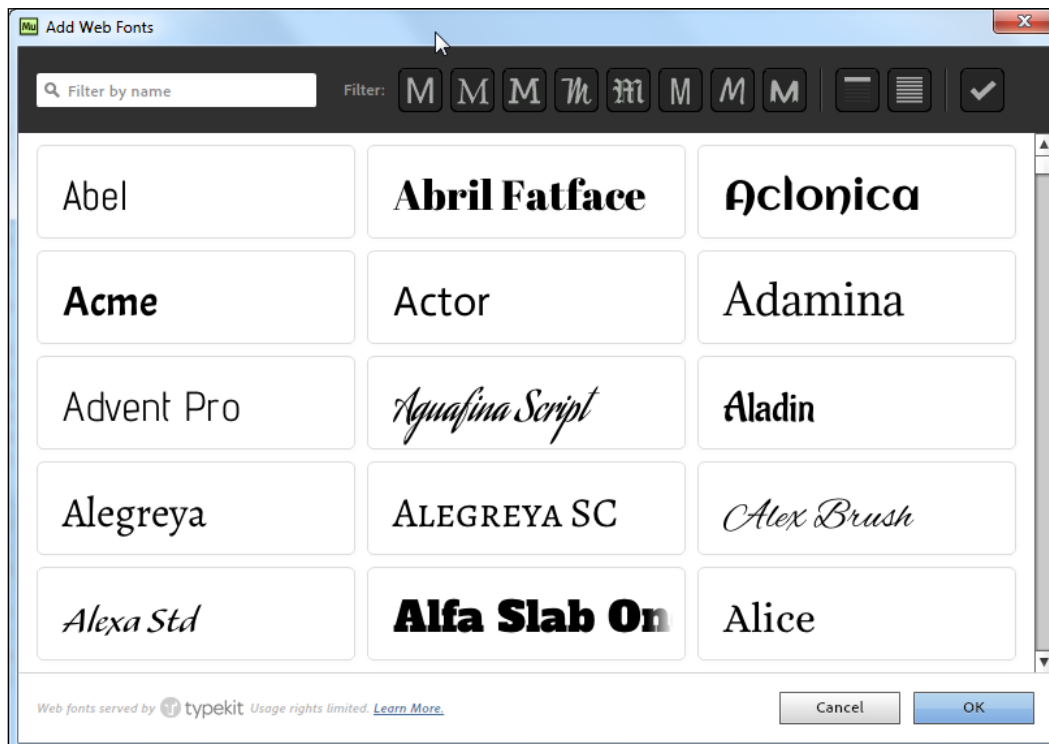 Mu Add Web Fonts X
Filter by name Filter: M M M M M M M M
Abel Abril Fatface Aclonica
Acme Actor Adamina
Advent Pro Aguafina Script Aladin
Alegreya ALEGREYA SC Alex Brush
Alexa Std Alfa Slab One Alice
Web fonts served by typekit Usage rights limited. Learn More. Cancel OK